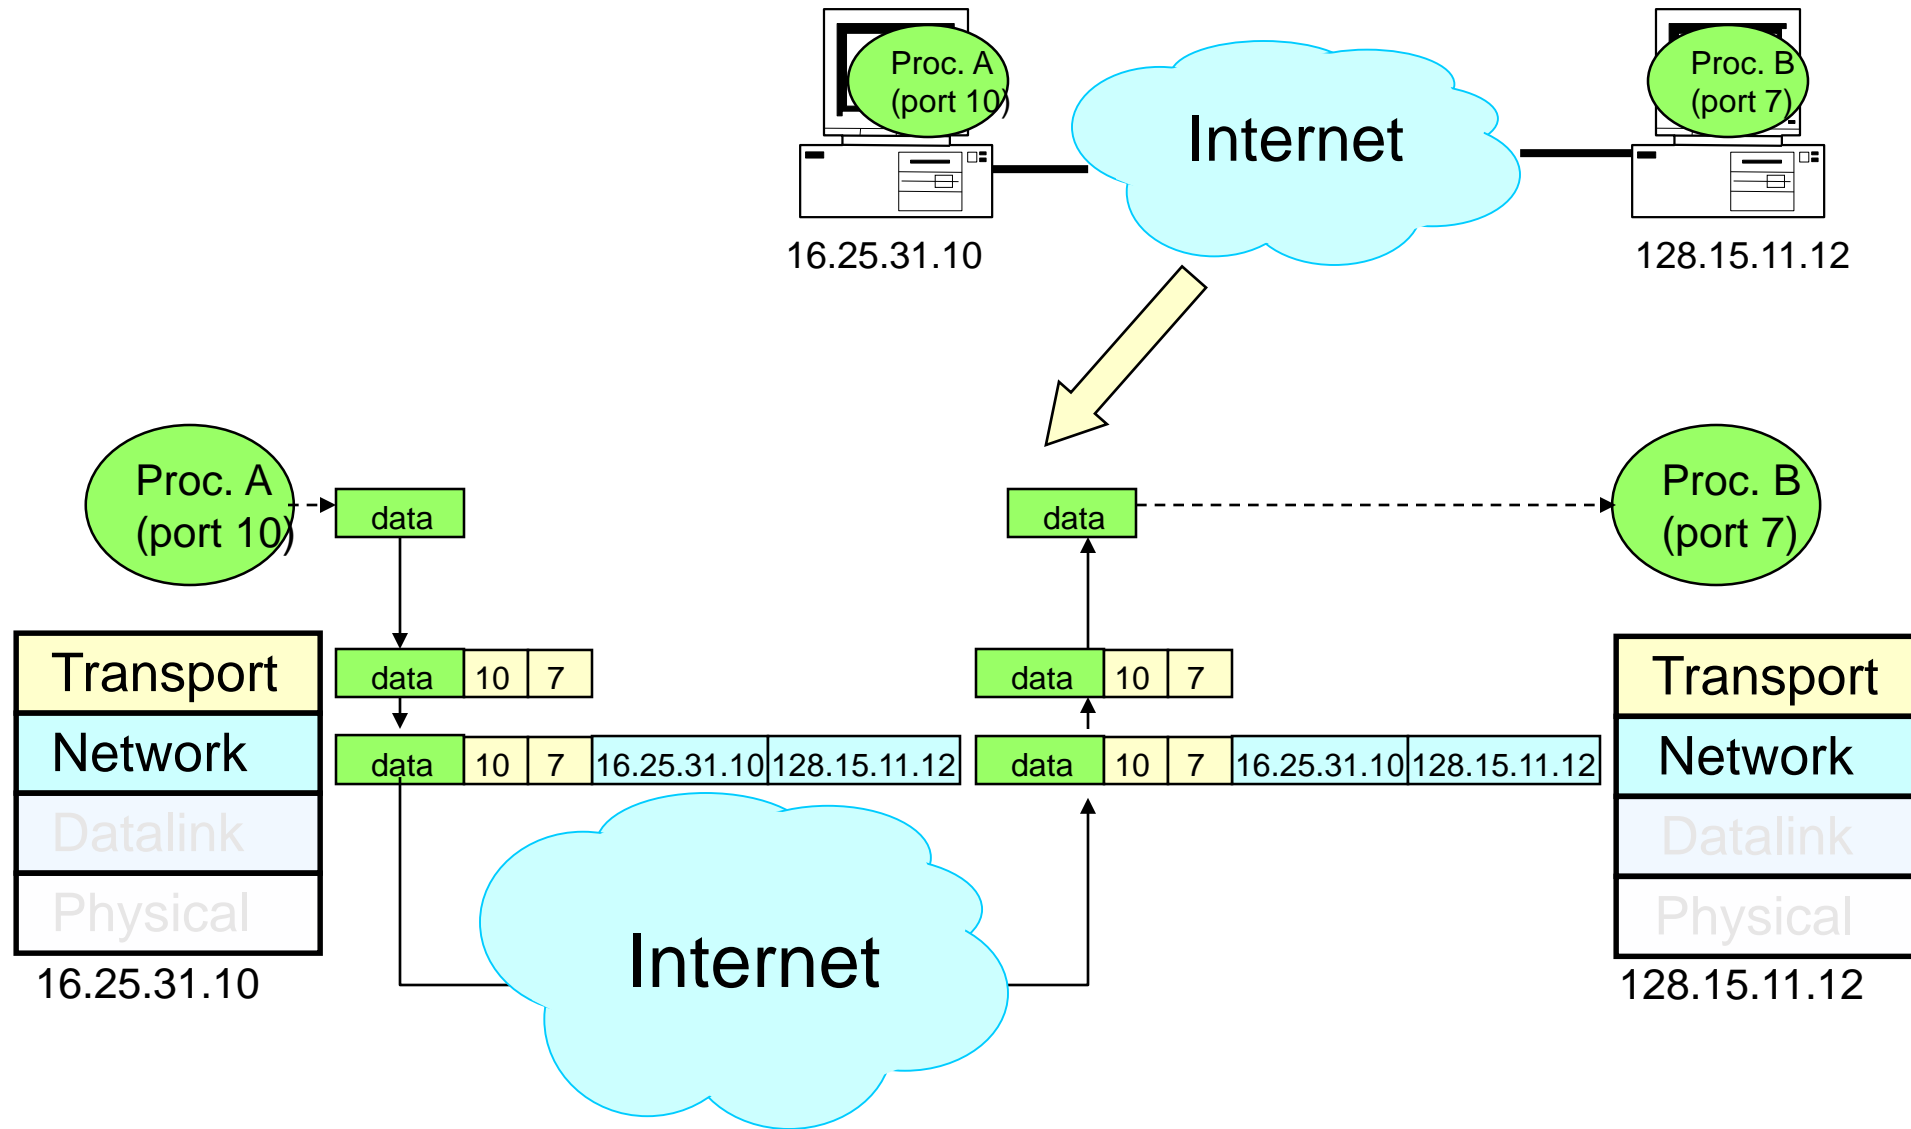 Proc. A
(port 10)
Internet
Proc. B
(port 7)
16.25.31.10
128.15.11.12
Proc. A
(port 10)
data
data
Proc. B
(port 7)
Transport
data 10 7
data 10 7
Transport
Network
data 10 7 16.25.31.10 128.15.11.12
data 10 7 16.25.31.10 128.15.11.12
Network
Datalink
Datalink
Physical
Physical
Internet
16.25.31.10
128.15.11.12